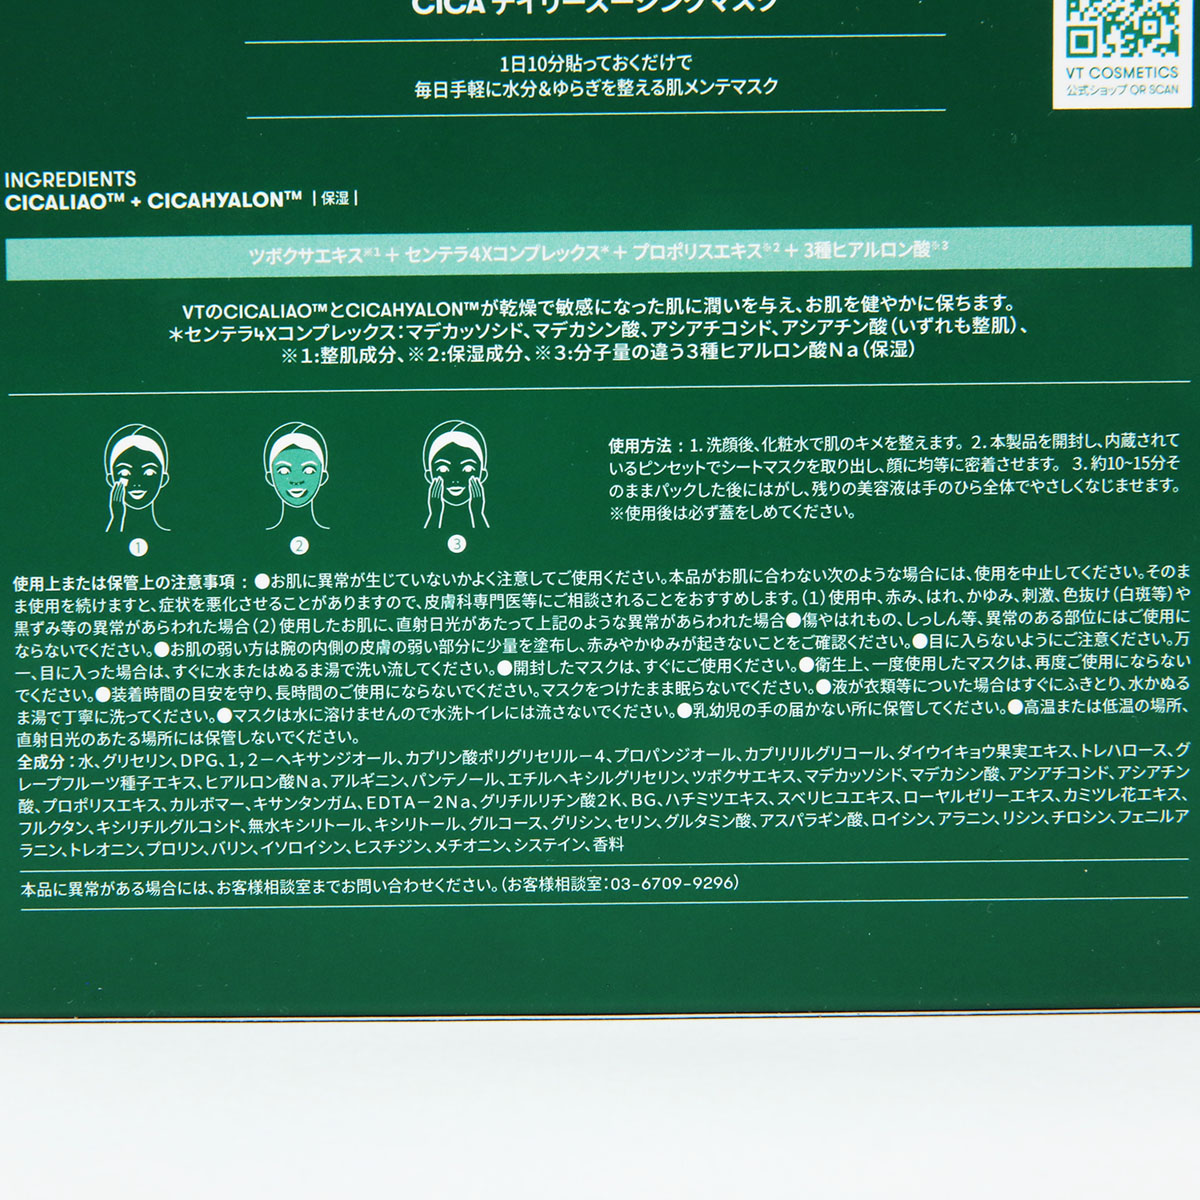 CICA デイリースージングマスク
1日10分貼っておくだけで
毎日手軽に水分&ゆらぎを整える肌メンテマスク
VT COSMETICS
公式ショップ QR SCAN
INGREDIENTS
CICALIAO™ + CICAHYALON™ |保湿|
ツボクサエキス※1 + センテラ4Xコンプレックス* + プロポリスエキス※2 + 3種ヒアルロン酸※3
VTのCICALIAO™とCICAHYALON™が乾燥で敏感になった肌に潤いを与え、お肌を健やかに保ちます。
*センテラ4Xコンプレックス:マデカッソシド、マデカシン酸、アシアチコシド、アシアチン酸(いずれも整肌)、
※1:整肌成分、※2:保湿成分、※3:分子量の違う3種ヒアルロン酸Na(保湿)
1
2
3
使用方法 : 1. 洗顔後、化粧水で肌のキメを整えます。 2. 本製品を開封し、内蔵されて
いるピンセットでシートマスクを取り出し、顔に均等に密着させます。 3. 約10~15分そ
のままパックした後にはがし、残りの美容液は手のひら全体でやさしくなじませます。
※使用後は必ず蓋をしめてください。
使用上または保管上の注意事項 : ●お肌に異常が生じていないかよく注意してご使用ください。本品がお肌に合わない次のような場合には、使用を中止してください。そのまま
ま使用を続けますと、症状を悪化させることがありますので、皮膚科専門医等にご相談されることをおすすめします。(1)使用中、赤み、はれ、かゆみ、刺激、色抜け(白斑等)や
黒ずみ等の異常があらわれた場合(2)使用したお肌に、直射日光があたって上記のような異常があらわれた場合●傷やはれもの、しっしん等、異常のある部位にはご使用に
ならないでください。●お肌の弱い方は腕の内側の皮膚の弱い部分に少量を塗布し、赤みやかゆみが起きないことをご確認ください。●目に入らないようにご注意ください。万
一、目に入った場合は、すぐに水またはぬるま湯で洗い流してください。●開封したマスクは、すぐにご使用ください。●衛生上、一度使用したマスクは、再度ご使用にならない
でください。●装着時間の目安を守り、長時間のご使用にならないでください。マスクをつけたまま眠らないでください。●液が衣類等についた場合はすぐにふきとり、水かぬる
ま湯で丁寧に洗ってください。●マスクは水に溶けませんので水洗トイレには流さないでください。●乳幼児の手の届かない所に保管してください。●高温または低温の場所、
直射日光のあたる場所には保管しないでください。
全成分 : 水、グリセリン、DPG、1,2-ヘキサンジオール、カプリン酸ポリグリセリル-4、プロパンジオール、カプリリルグリコール、ダイウイキョウ果実エキス、トレハロース、グ
レープフルーツ種子エキス、ヒアルロン酸Na、アルギニン、パンテノール、エチルヘキシルグリセリン、ツボクサエキス、マデカッソシド、マデカシン酸、アシアチコシド、アシアチン
酸、プロポリスエキス、カルボマー、キサンタンガム、EDTA-2Na、グリチルリチン酸2K、BG、ハチミツエキス、スベリヒユエキス、ローヤルゼリーエキス、カミツレ花エキス、
フルクタン、キシリチルグルコシド、無水キシリトール、キシリトール、グルコース、グリシン、セリン、グルタミン酸、アスパラギン酸、ロイシン、アラニン、リシン、チロシン、フェニルア
ラニン、トレオニン、プロリン、バリン、イソロイシン、ヒスチジン、メチオニン、システイン、香料
本品に異常がある場合には、お客様相談室までお問い合わせください。(お客様相談室:03-6709-9296)